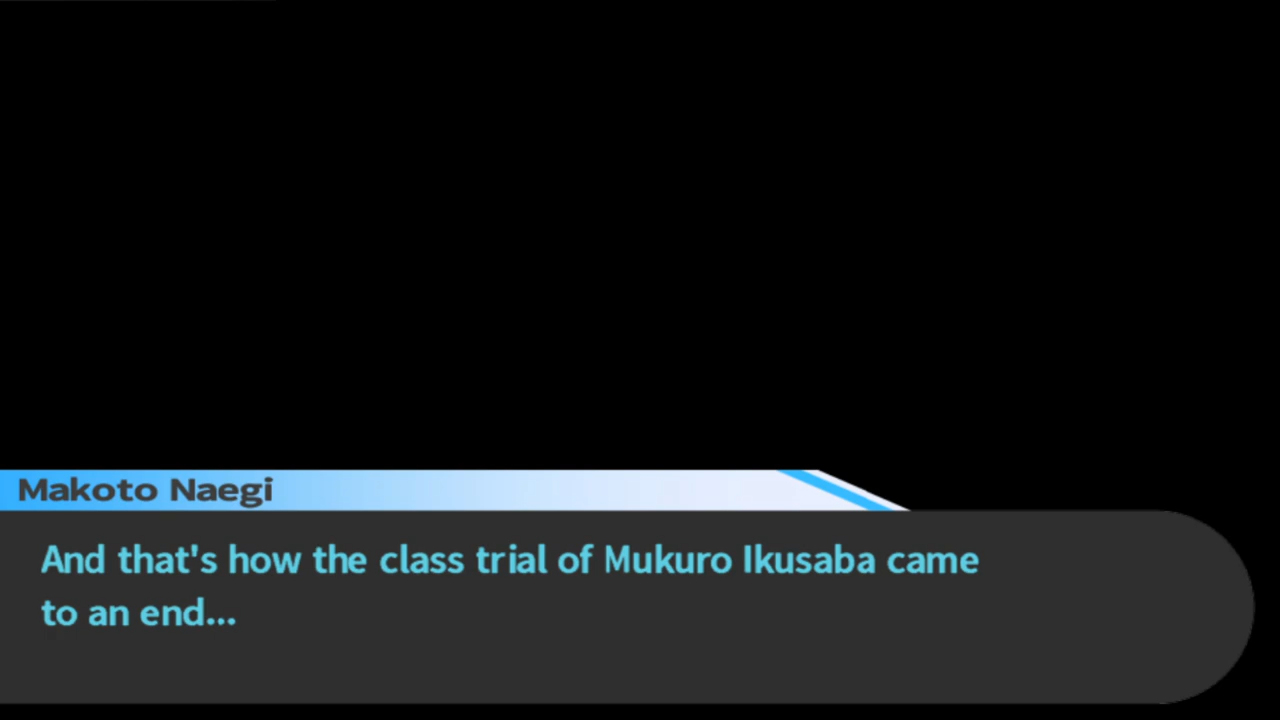 Makoto Naegi
And that's how the class trial of Mukuro Ikusaba came
to an end...